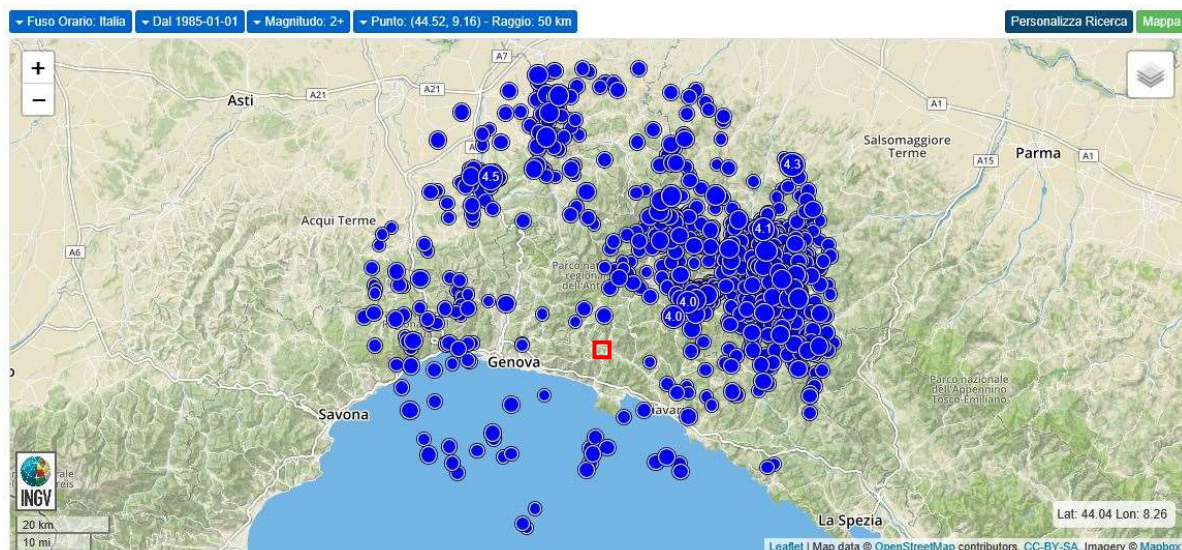 Fuso Orario: Italia
Dal 1985-01-01
Magnitudo: 2+
Punto: (44.52, 9.16) - Raggio: 50 km
Personalizza Ricerca
Mappa
+
−
A7
A21
A21
Asti
A1
Salsomaggiore
Terme
Parma
A1
A15
4.3
4.5
Acqui Terme
4.1
A6
Parco
regionale
dell'Ant
4.0
4.0
Genova
Parco nazionale
dell'Appennino
Tosco-Emiliano
Savona
INGV
20 km
10 mi
La Spezia
Lat: 44.04 Lon: 8.26
Leaflet | Map data © OpenStreetMap contributors, CC-BY-SA, Imagery © Mapbox